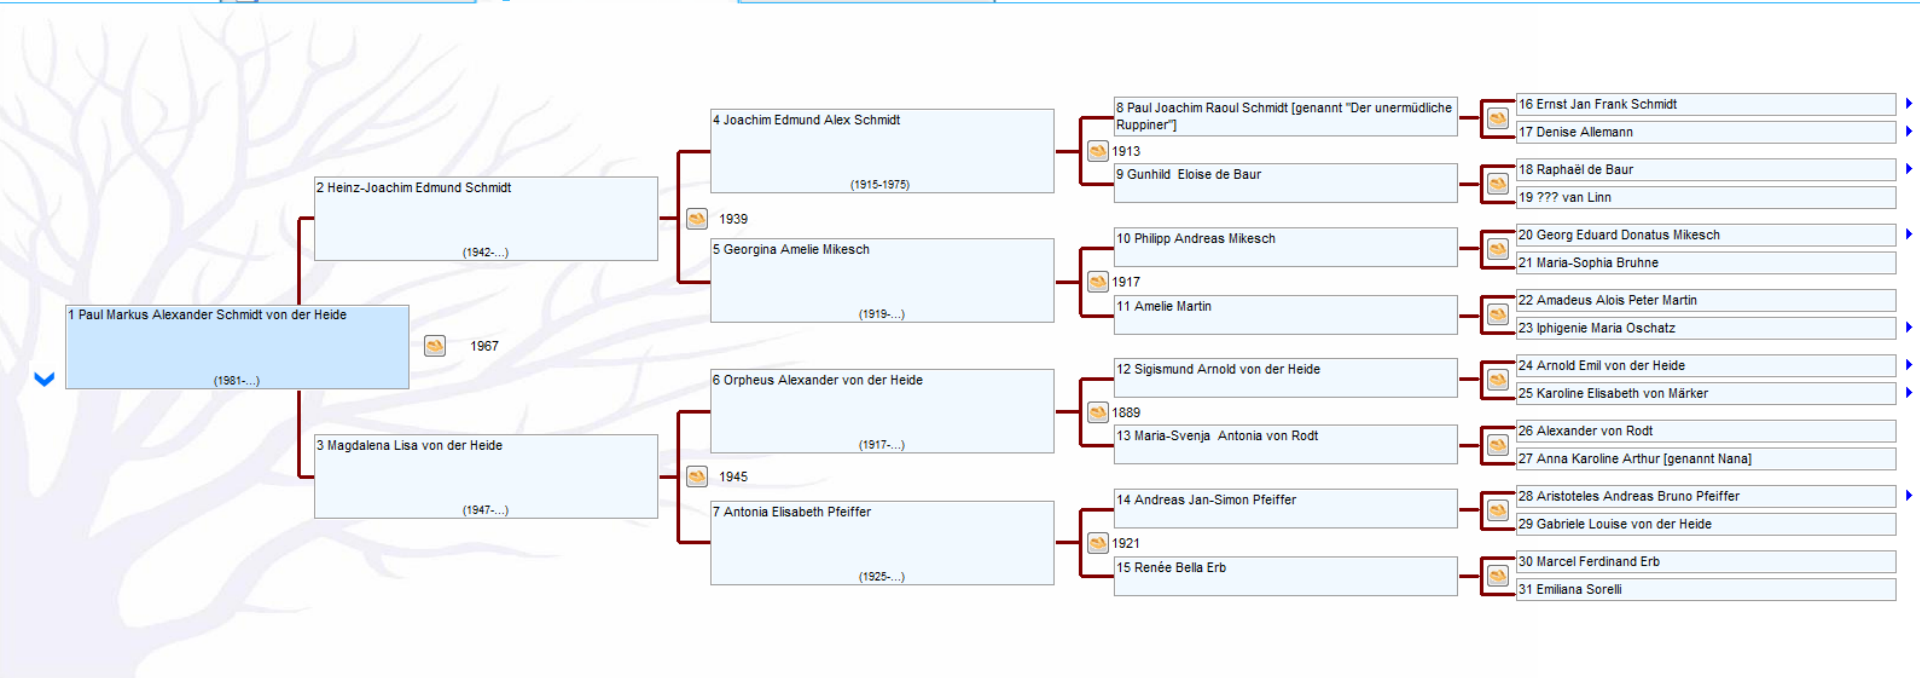 1 Paul Markus Alexander Schmidt von der Heide
(1981-...)
1967
2 Heinz-Joachim Edmund Schmidt
(1942-...)
3 Magdalena Lisa von der Heide
(1947-...)
4 Joachim Edmund Alex Schmidt
(1915-1975)
1939
5 Georgina Amelie Mikesch
(1919-...)
6 Orpheus Alexander von der Heide
(1917-...)
1945
7 Antonia Elisabeth Pfeiffer
(1925-...)
8 Paul Joachim Raoul Schmidt [genannt "Der unermüdliche
Ruppiner"]
1913
9 Gunhild  Eloise de Baur
10 Philipp Andreas Mikesch
1917
11 Amelie Martin
12 Sigismund Arnold von der Heide
1889
13 Maria-Svenja  Antonia von Rodt
14 Andreas Jan-Simon Pfeiffer
1921
15 Renée Bella Erb
16 Ernst Jan Frank Schmidt
17 Denise Allemann
18 Raphaël de Baur
19 ??? van Linn
20 Georg Eduard Donatus Mikesch
21 Maria-Sophia Bruhne
22 Amadeus Alois Peter Martin
23 Iphigenie Maria Oschatz
24 Arnold Emil von der Heide
25 Karoline Elisabeth von Märker
26 Alexander von Rodt
27 Anna Karoline Arthur [genannt Nana]
28 Aristoteles Andreas Bruno Pfeiffer
29 Gabriele Louise von der Heide
30 Marcel Ferdinand Erb
31 Emiliana Sorelli